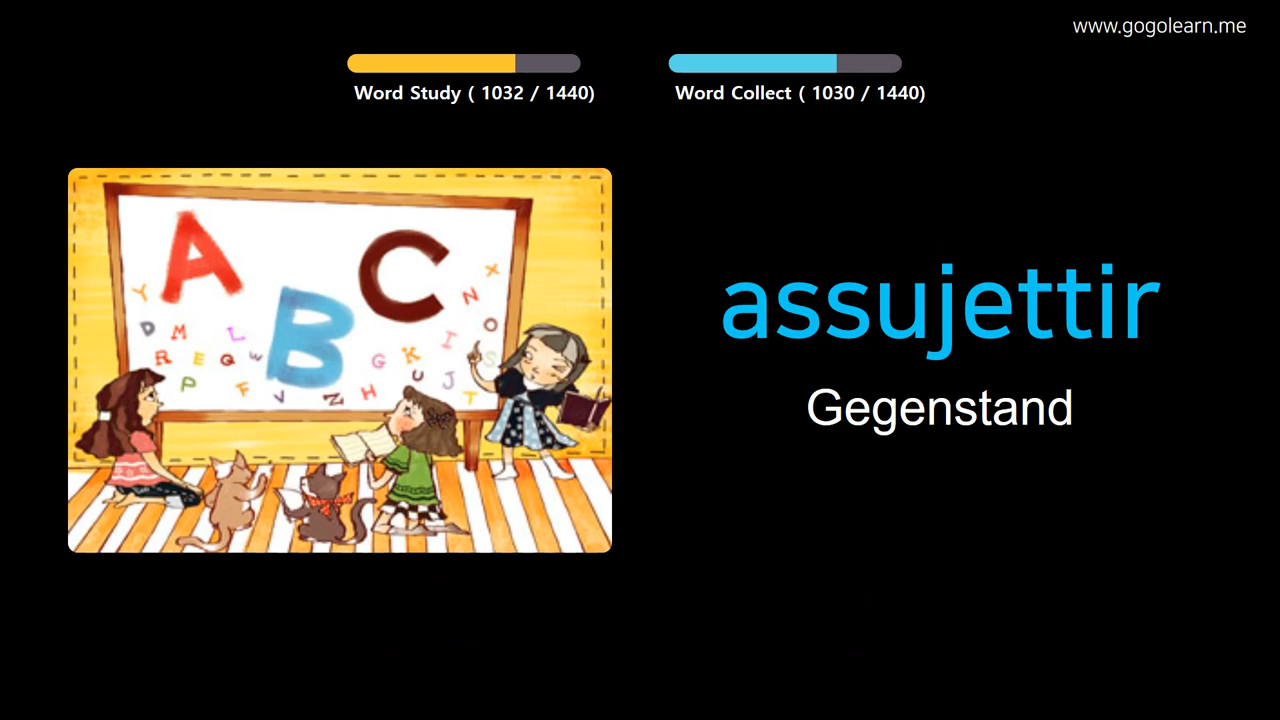 www.gogolearn.me
Word Study ( 1032 / 1440)
Word Collect ( 1030 / 1440)
assujettir
Gegenstand
A
B
C
Y
X
N
D
M
L
O
I
R
E
Q
W
G
K
S
P
F
V
Z
H
U
J
T